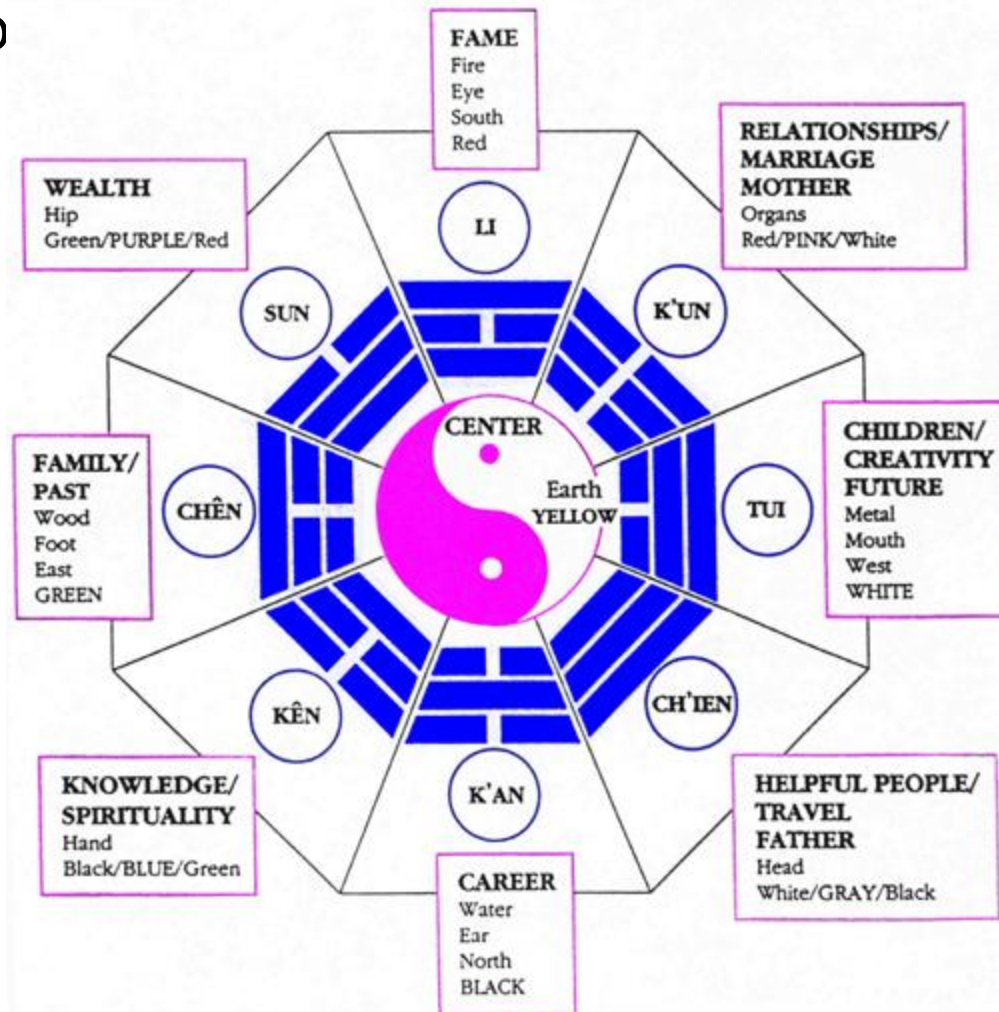 FAME
Fire
Eye
South
Red
RELATIONSHIPS/
MARRIAGE
MOTHER
Organs
Red/PINK/White
WEALTH
Hip
Green/PURPLE/Red
LI
SUN
K'UN
CENTER
Earth
YELLOW
FAMILY/
PAST
Wood
Foot
East
GREEN
CHÊN
TUI
CHILDREN/
CREATIVITY
FUTURE
Metal
Mouth
West
WHITE
KÊN
CH'IEN
K'AN
KNOWLEDGE/
SPIRITUALITY
Hand
Black/BLUE/Green
CAREER
Water
Ear
North
BLACK
HELPFUL PEOPLE/
TRAVEL
FATHER
Head
White/GRAY/Black